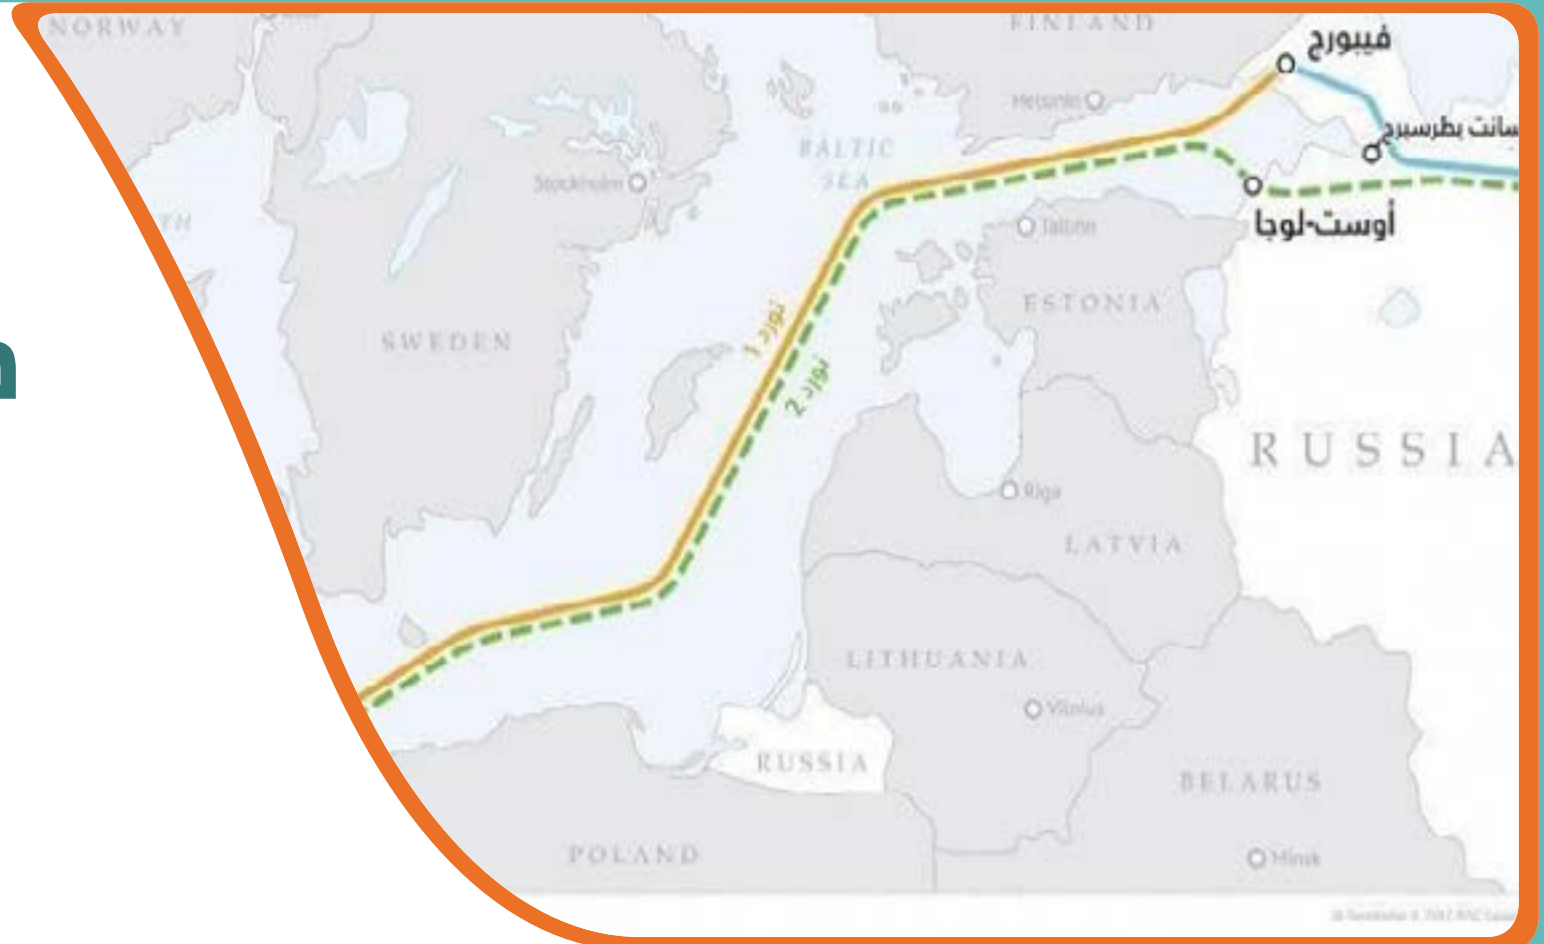 NORWAY
FINLAND
فيبورج
Helsinki
سانت بطرسبرج
BALTIC
SEA
Stockholm
أوست-لوجا
Tallinn
ESTONIA
نورد 1
SWEDEN
نورد 2
RUSSIA
Riga
LATVIA
LITHUANIA
Vilnius
RUSSIA
BELARUS
POLAND
Minsk